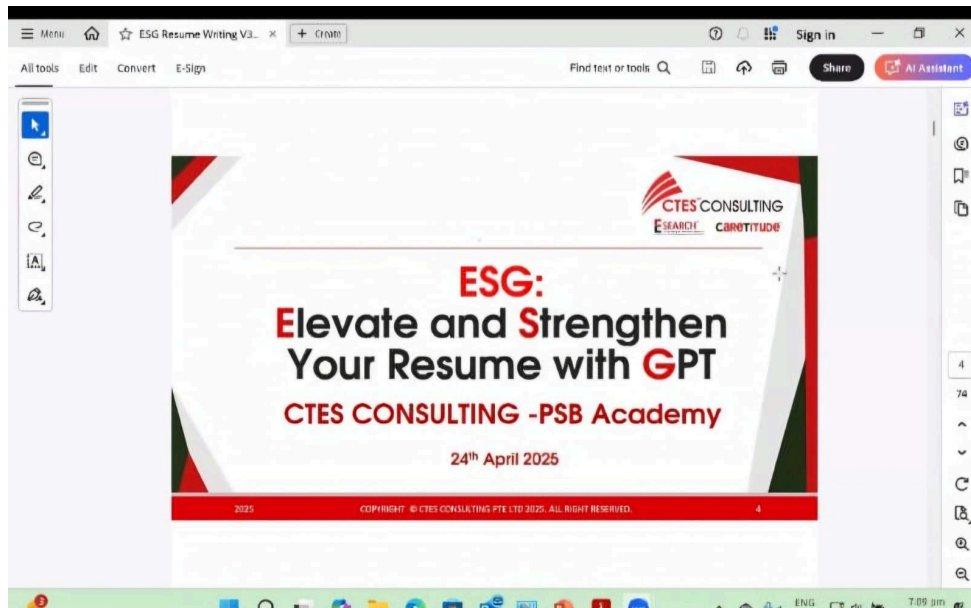 Menu
ESG Resume Writing V3...
+ Create
Sign in
All tools Edit Convert E-Sign
Find text or tools
Share
AI Assistant
CTES CONSULTING
ESEARCH CARETITUDE
ESG:
Elevate and Strengthen
Your Resume with GPT
CTES CONSULTING -PSB Academy
24th April 2025
2025 COPYRIGHT © CTES CONSULTING PTE LTD 2025. ALL RIGHT RESERVED. 4
4
74
3
ENG
7:09 pm